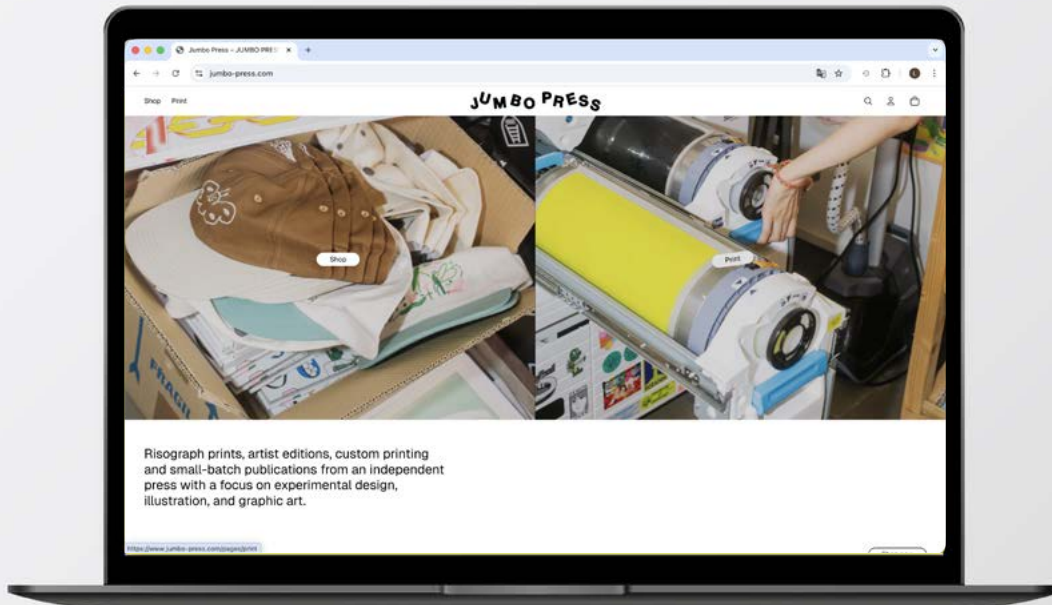 Jumbo Press – JUMBO PRES
jumbo-press.com
Shop Print
JUMBO PRESS
FRAGIL
Shop
Print
Risograph prints, artist editions, custom printing
and small-batch publications from an independent
press with a focus on experimental design,
illustration, and graphic art.
https://www.jumbo-press.com/pages/print